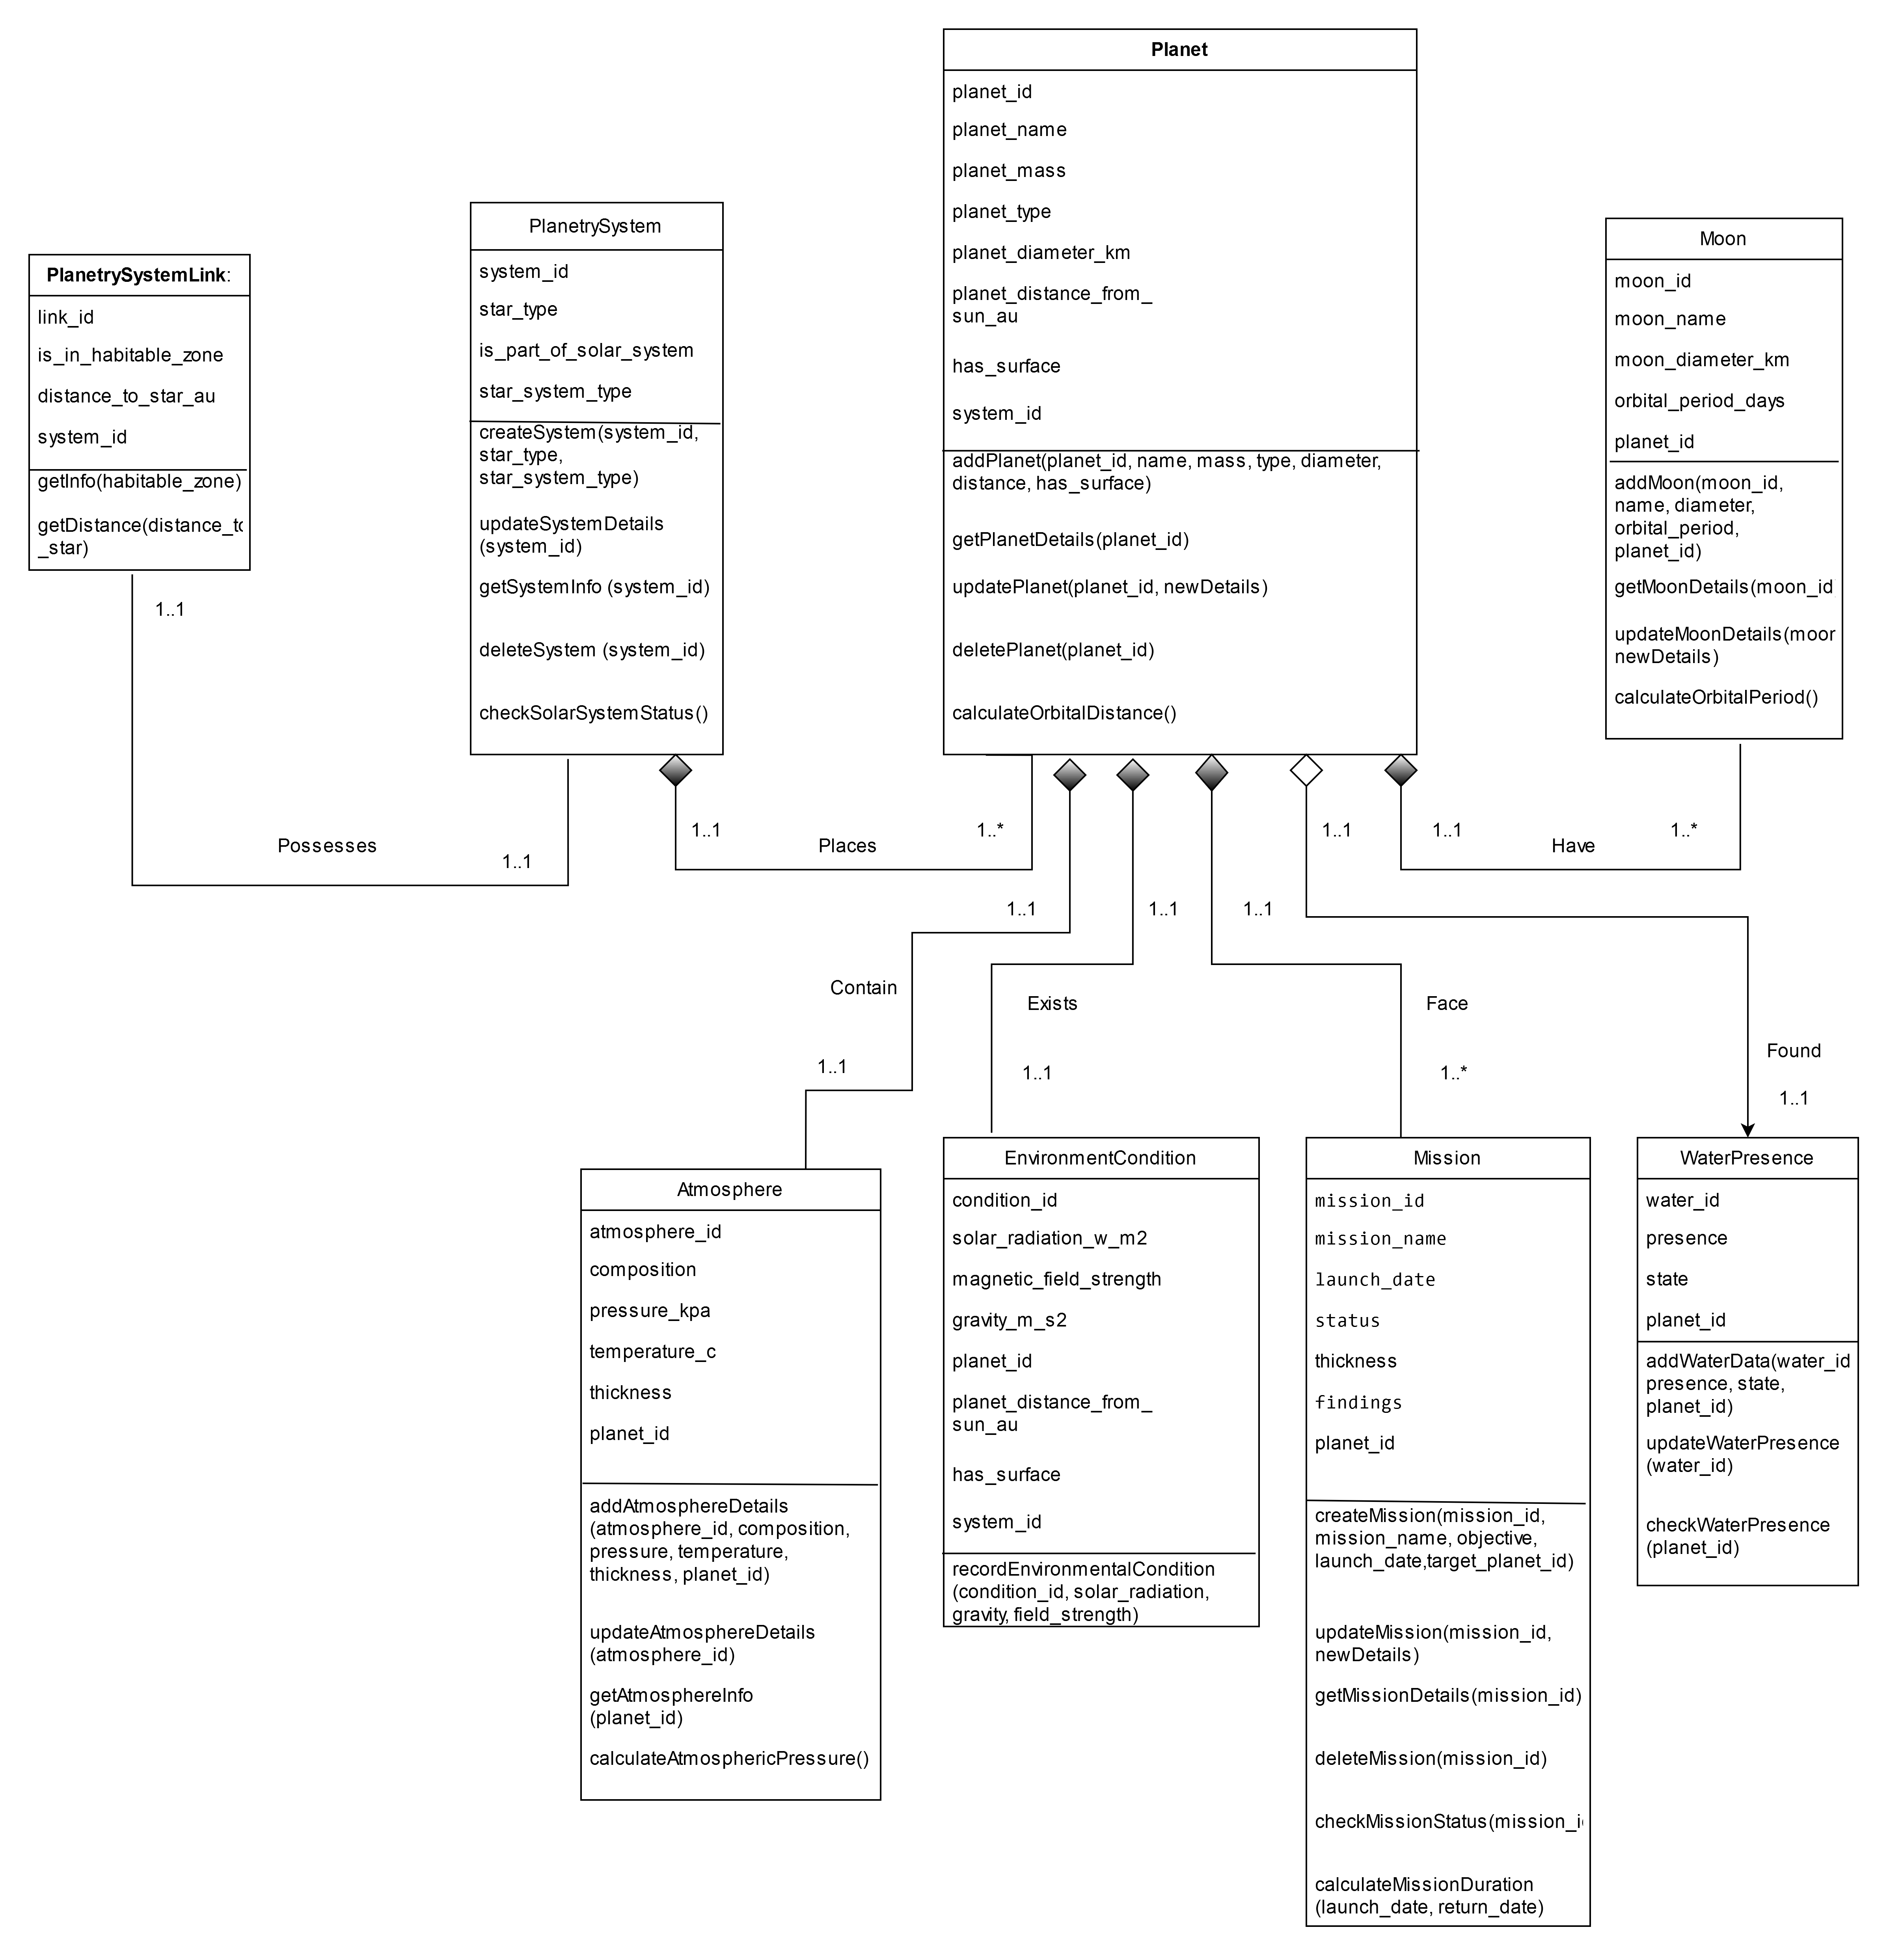 Planet
planet_id
planet_name
planet_mass
planet_type
planet_diameter_km
planet_distance_from_
sun_au
has_surface
system_id
addPlanet(planet_id, name, mass, type, diameter,
distance, has_surface)
getPlanetDetails(planet_id)
updatePlanet(planet_id, newDetails)
deletePlanet(planet_id)
calculateOrbitalDistance()
PlanetrySystemLink:
link_id
is_in_habitable_zone
distance_to_star_au
system_id
getInfo(habitable_zone)
getDistance(distance_to
_star)
PlanetrySystem
system_id
star_type
is_part_of_solar_system
star_system_type
createSystem(system_id,
star_type,
star_system_type)
updateSystemDetails
(system_id)
getSystemInfo (system_id)
deleteSystem (system_id)
checkSolarSystemStatus()
Moon
moon_id
moon_name
moon_diameter_km
orbital_period_days
planet_id
addMoon(moon_id,
name, diameter,
orbital_period,
planet_id)
getMoonDetails(moon_id
updateMoonDetails(moon
newDetails)
calculateOrbitalPeriod()
1..1
Possesses
1..1
1..1
Places
1..*
1..1
1..1
Have
1..*
1..1
1..1
1..1
Contain
Exists
Face
Found
1..1
1..1
1..*
1..1
Atmosphere
atmosphere_id
composition
pressure_kpa
temperature_c
thickness
planet_id
addAtmosphereDetails
(atmosphere_id, composition,
pressure, temperature,
thickness, planet_id)
updateAtmosphereDetails
(atmosphere_id)
getAtmosphereInfo
(planet_id)
calculateAtmosphericPressure()
EnvironmentCondition
condition_id
solar_radiation_w_m2
magnetic_field_strength
gravity_m_s2
planet_id
planet_distance_from_
sun_au
has_surface
system_id
recordEnvironmentalCondition
(condition_id, solar_radiation,
gravity, field_strength)
Mission
mission_id
mission_name
launch_date
status
thickness
findings
planet_id
createMission(mission_id,
mission_name, objective,
launch_date,target_planet_id)
updateMission(mission_id,
newDetails)
getMissionDetails(mission_id)
deleteMission(mission_id)
checkMissionStatus(mission_i
calculateMissionDuration
(launch_date, return_date)
WaterPresence
water_id
presence
state
planet_id
addWaterData(water_id
presence, state,
planet_id)
updateWaterPresence
(water_id)
checkWaterPresence
(planet_id)